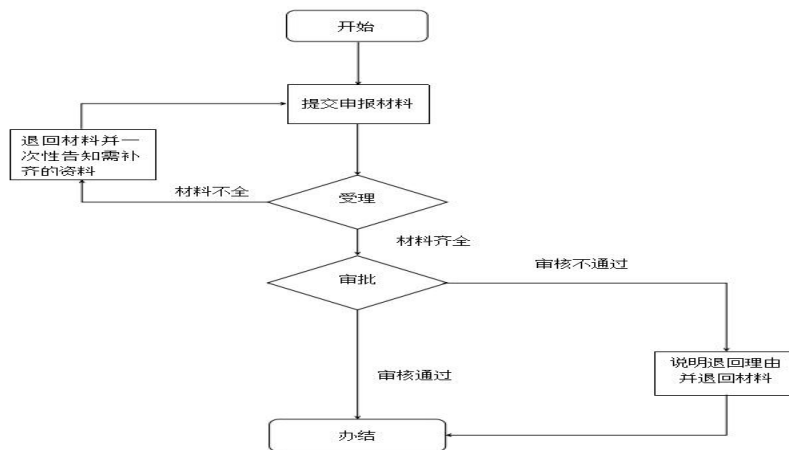 开始
提交申报材料
退回材料并一
次性告知需补
齐的资料
材料不全
受理
材料齐全
审批
审核不通过
说明退回理由
并退回材料
审核通过
办结